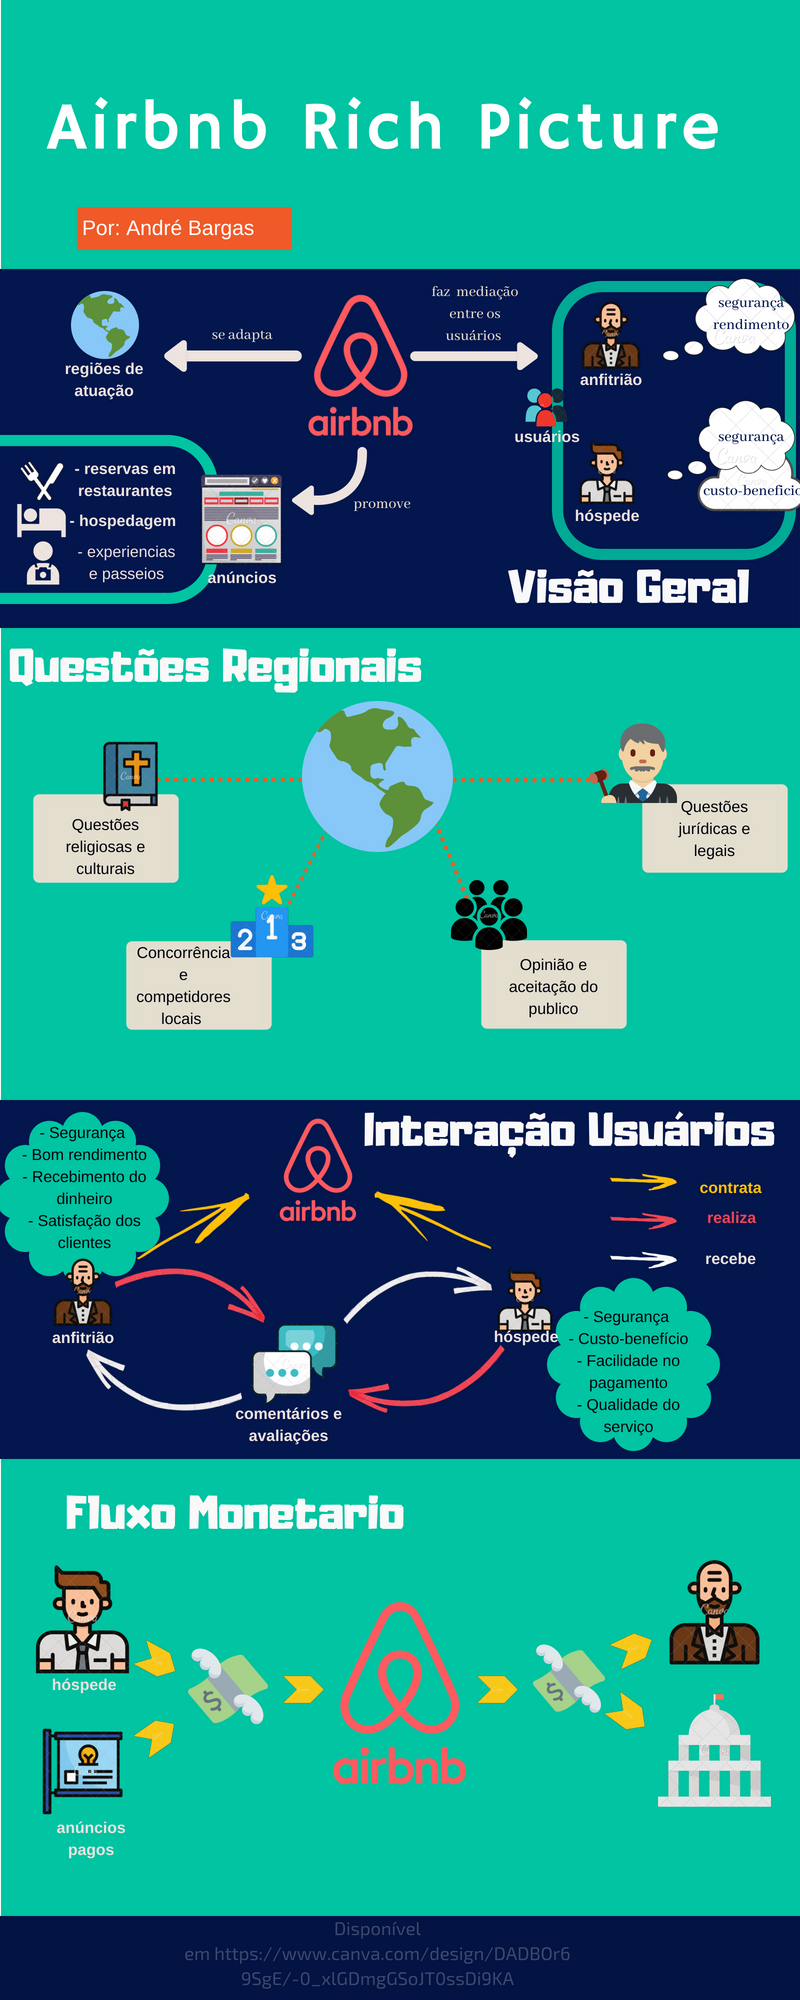 Airbnb Rich Picture
Por: André Bargas
faz mediação
entre os
usuários
se adapta
regiões de
atuação
airbnb
segurança
rendimento
anfitrião
usuários
segurança
custo-beneficio
hóspede
promove
- reservas em
restaurantes
- hospedagem
- experiencias
e passeios
anúncios
Visão Geral
Questões Regionais
Questões
religiosas e
culturais
Questões
jurídicas e
legais
1
2
3
Concorrência
e
competidores
locais
Opinião e
aceitação do
publico
Interação Usuários
- Segurança
- Bom rendimento
- Recebimento do
dinheiro
- Satisfação dos
clientes
airbnb
contrata
realiza
recebe
anfitrião
hóspede
- Segurança
- Custo-benefício
- Facilidade no
pagamento
- Qualidade do
serviço
comentários e
avaliações
Fluxo Monetario
hóspede
$
$
airbnb
anúncios
pagos
Disponível
em https://www.canva.com/design/DADBOr6
9SgE/-0_xlGDmgGSoJT0ssDi9KA